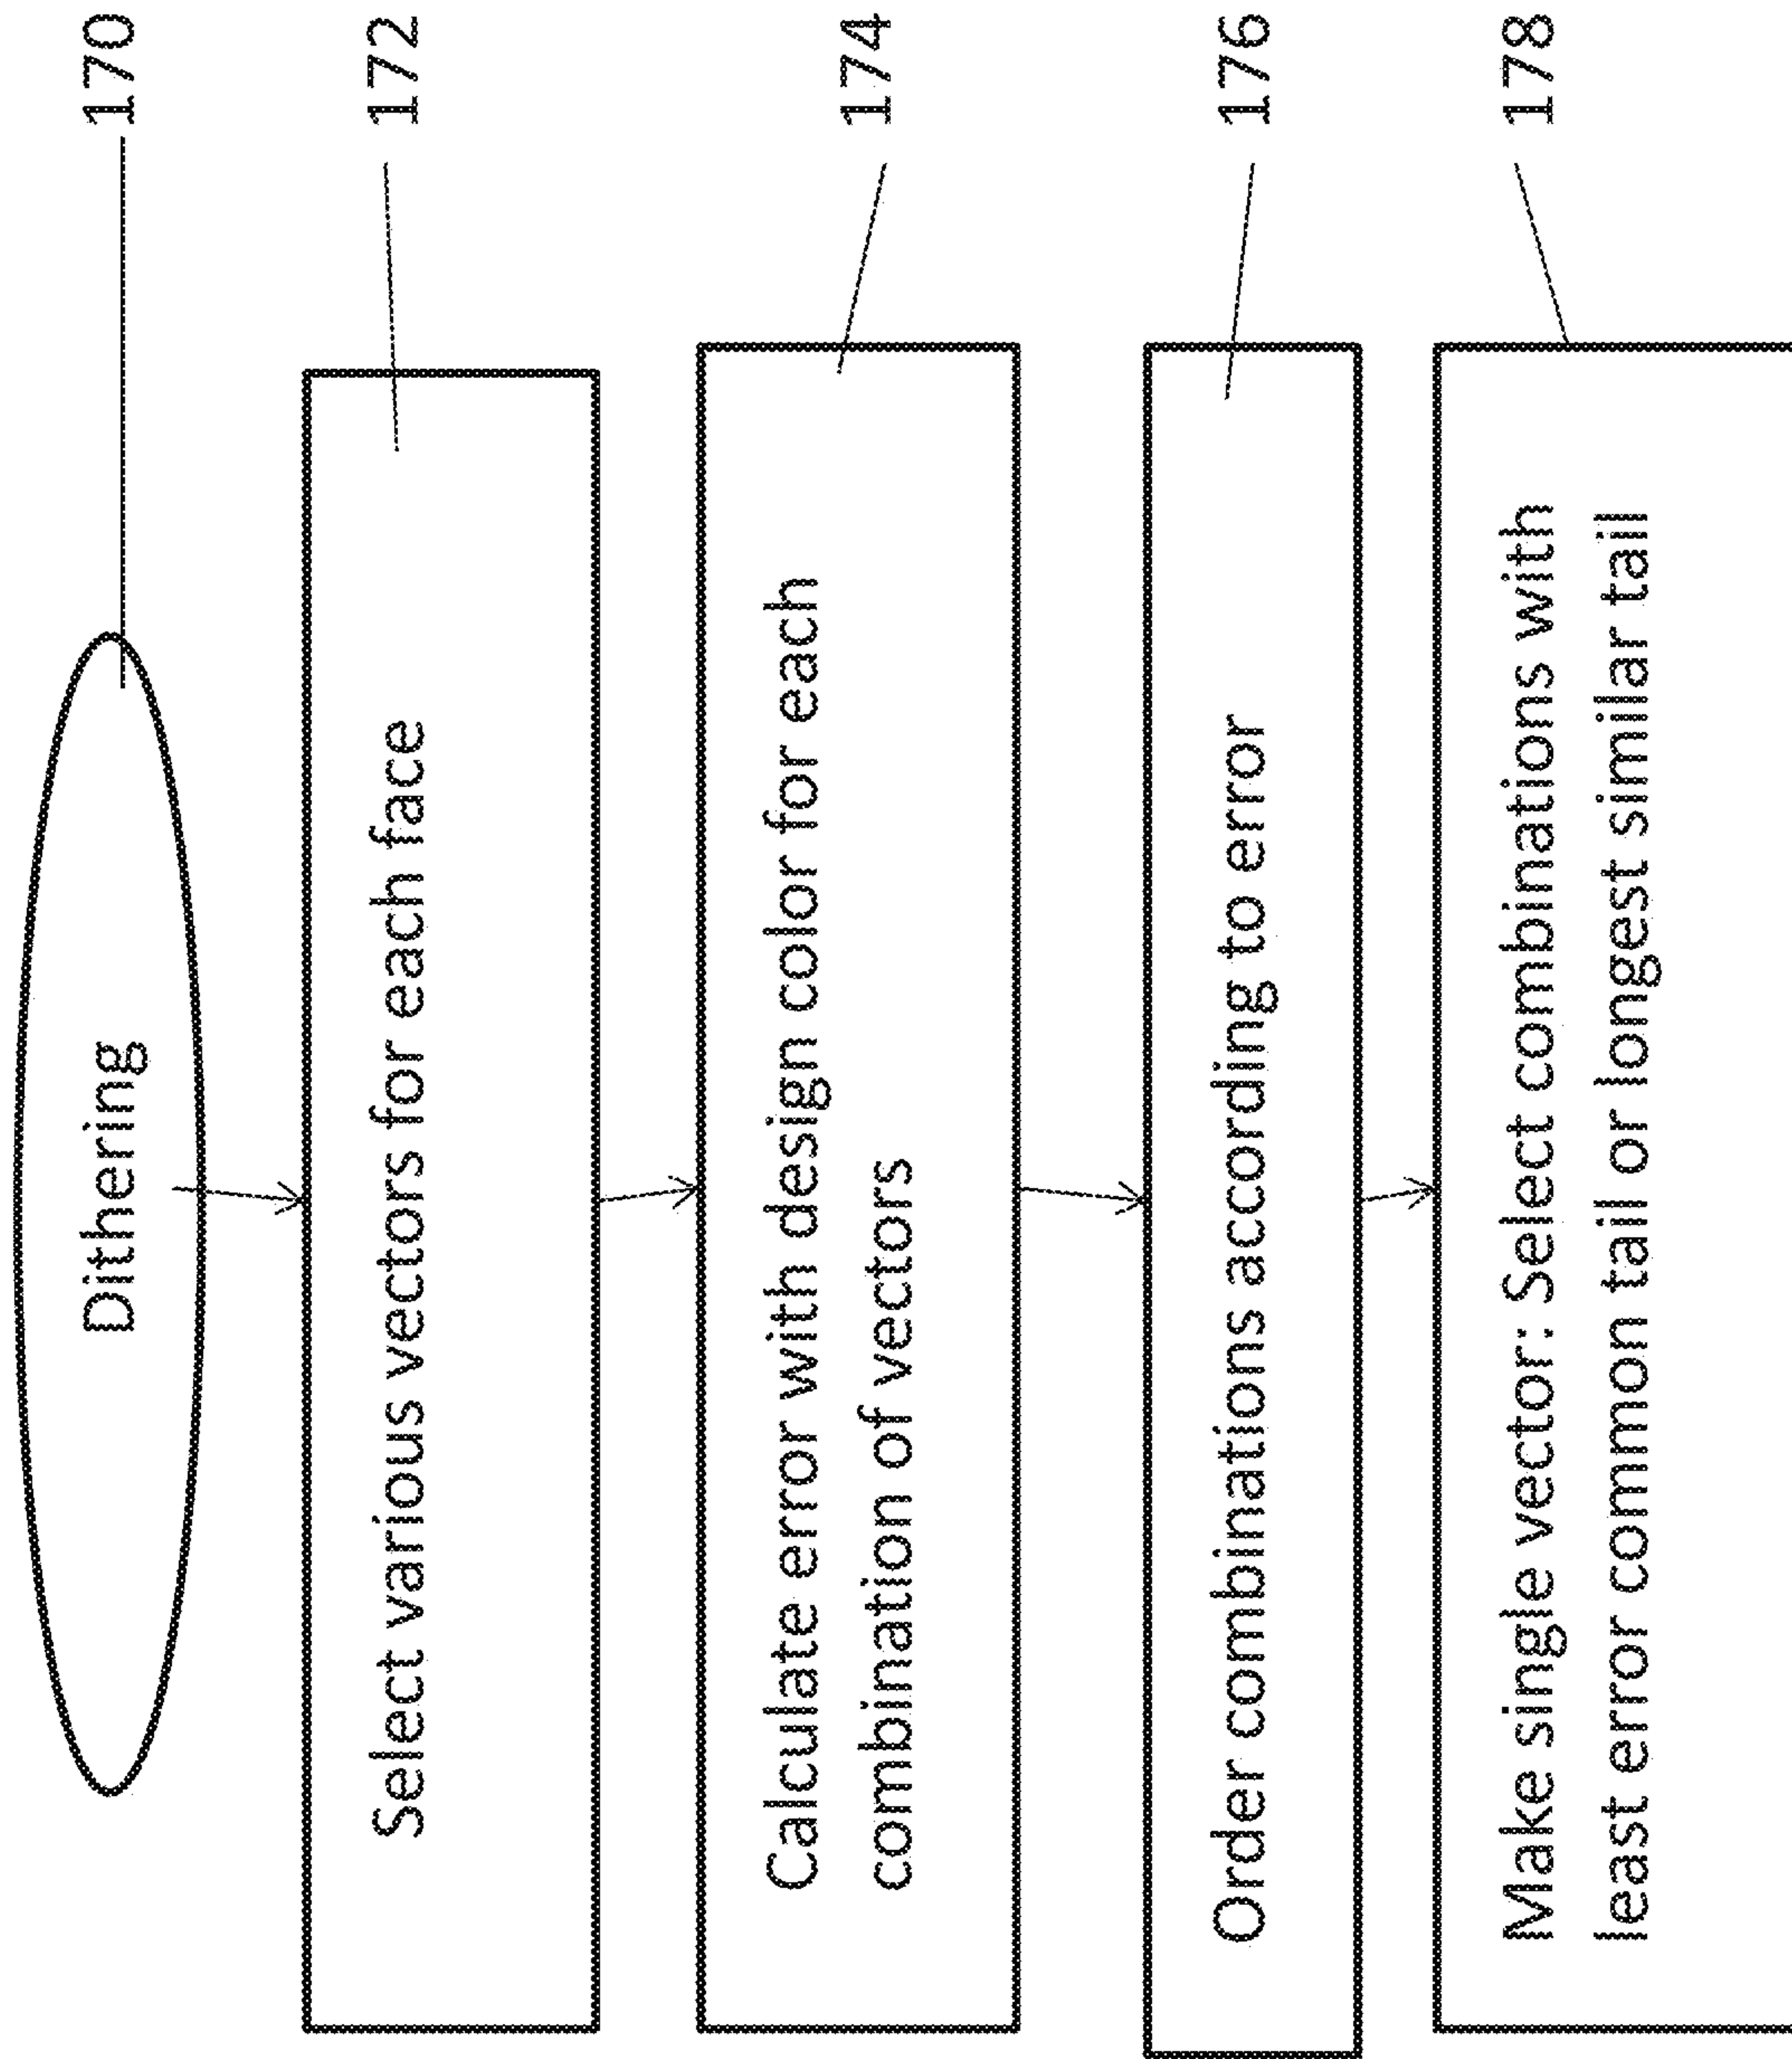 Dithering
170
Select various vectors for each face
172
Calculate error with design color for each
combination of vectors
174
Order combinations according to error
176
Make single vector: Select combinations with
least error common tail or longest similar tail
178